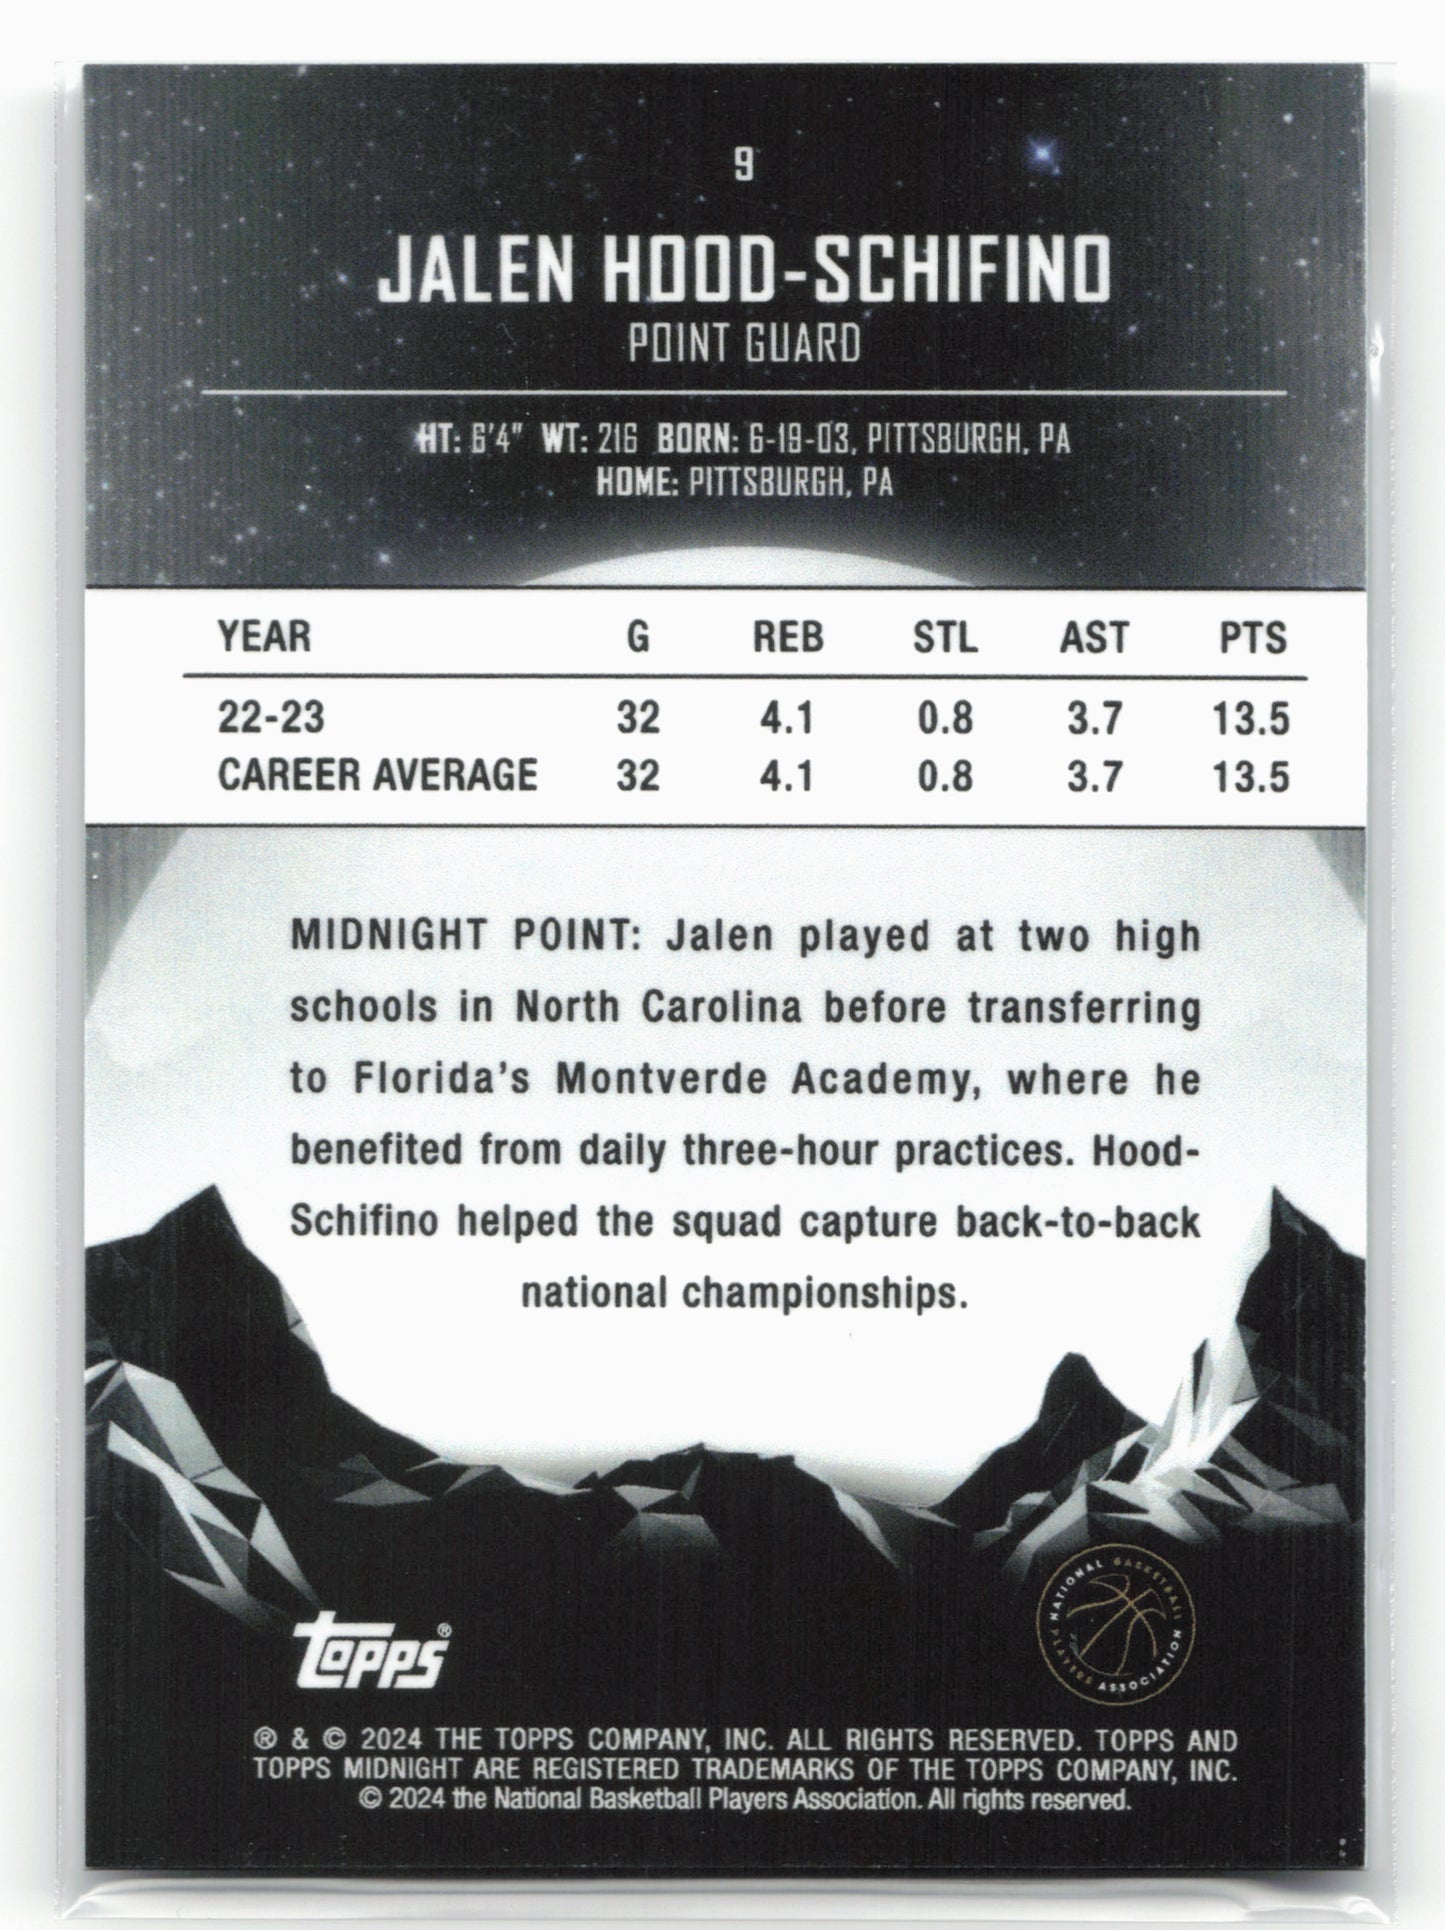 9
JALEN HOOD-SCHIFINO
POINT GUARD
HT: 6'4" WT: 216 BORN: 6-19-03, PITTSBURGH, PA
HOME: PITTSBURGH, PA
YEAR G REB STL AST PTS
22-23 32 4.1 0.8 3.7 13.5
CAREER AVERAGE 32 4.1 0.8 3.7 13.5
MIDNIGHT POINT: Jalen played at two high
schools in North Carolina before transferring
to Florida's Montverde Academy, where he
benefited from daily three-hour practices. Hood-
Schifino helped the squad capture back-to-back
national championships.
topps®
NATIONAL BASKETBALL PLAYERS ASSOCIATION
® & © 2024 THE TOPPS COMPANY, INC. ALL RIGHTS RESERVED. TOPPS AND
TOPPS MIDNIGHT ARE REGISTERED TRADEMARKS OF THE TOPPS COMPANY, INC.
© 2024 the National Basketball Players Association. All rights reserved.